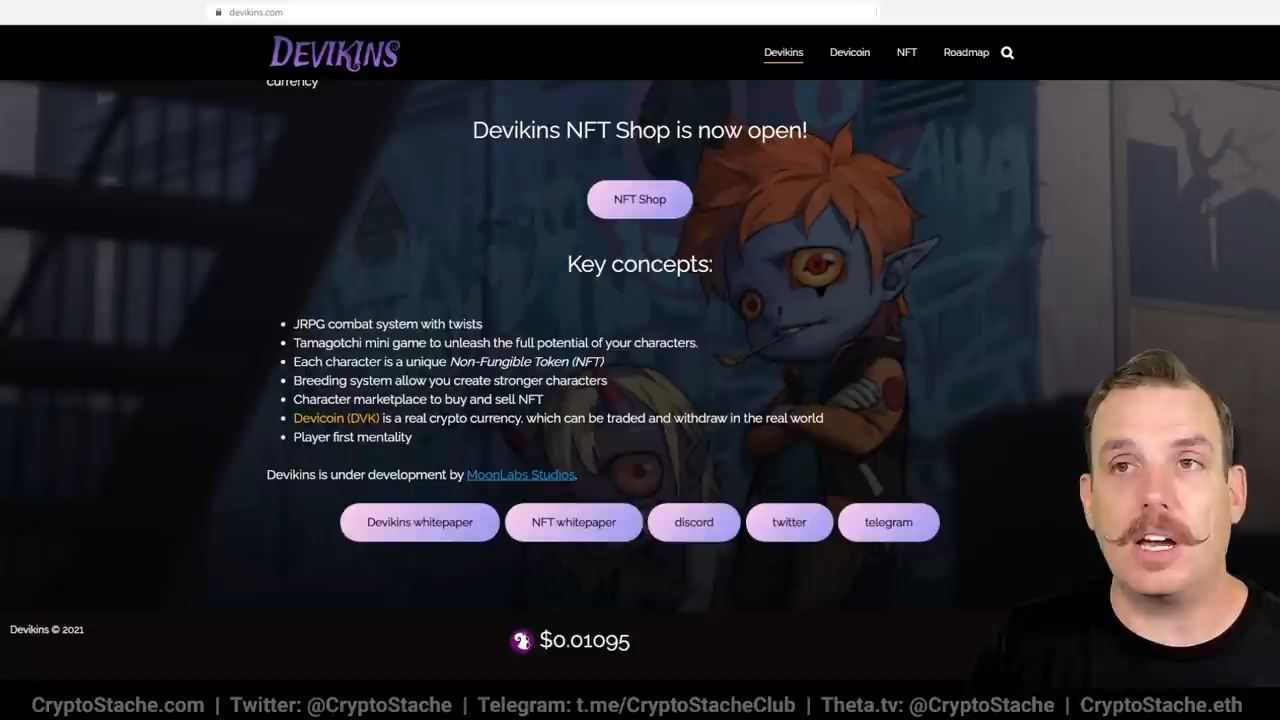 devikins.com
DEVIKINS
Devikins
Devicoin
NFT
Roadmap
currency
Devikins NFT Shop is now open!
NFT Shop
Key concepts:
JRPG combat system with twists
Tamagotchi mini game to unleash the full potential of your characters.
Each character is a unique Non-Fungible Token (NFT)
Breeding system allow you create stronger characters
Character marketplace to buy and sell NFT
Devicoin (DVK) is a real crypto currency, which can be traded and withdraw in the real world
Player first mentality
Devikins is under development by MoonLabs Studios.
Devikins whitepaper
NFT whitepaper
discord
twitter
telegram
Devikins © 2021
$0.01095
CryptoStache.com | Twitter: @CryptoStache | Telegram: t.me/CryptoStacheClub | Theta.tv: @CryptoStache | CryptoStache.eth